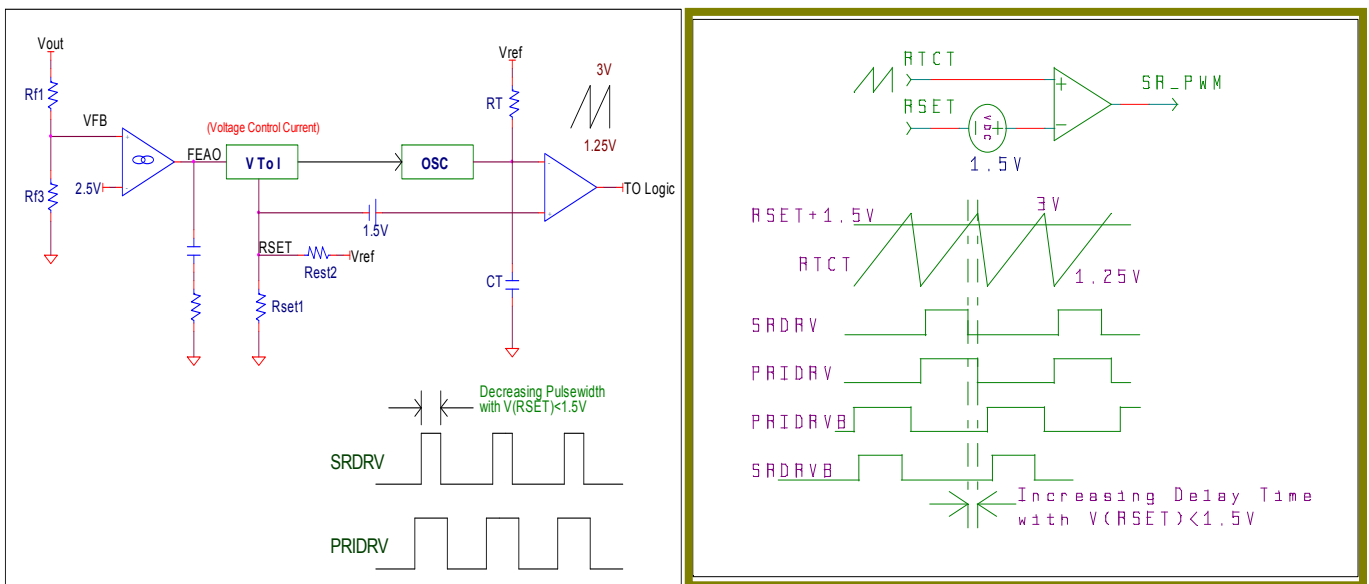 Vout
Rf1
VFB
Rf3
2.5V
FEAO
(Voltage Control Current)
V To I
OSC
Vref
RT
3V
1.25V
TO Logic
1.5V
RSET
Rest2
Vref
Rset1
CT
Decreasing Pulsewidth
with V(RSET)<1.5V
SRDRV
PRIDRV
RTCT
RSET
VDC
1.5V
SR_PWM
RSET+1.5V
3V
RTCT
1.25V
SRDRV
PRIDRV
PRIDRVB
SRDRVB
Increasing Delay Time
with V(RSET)<1.5V